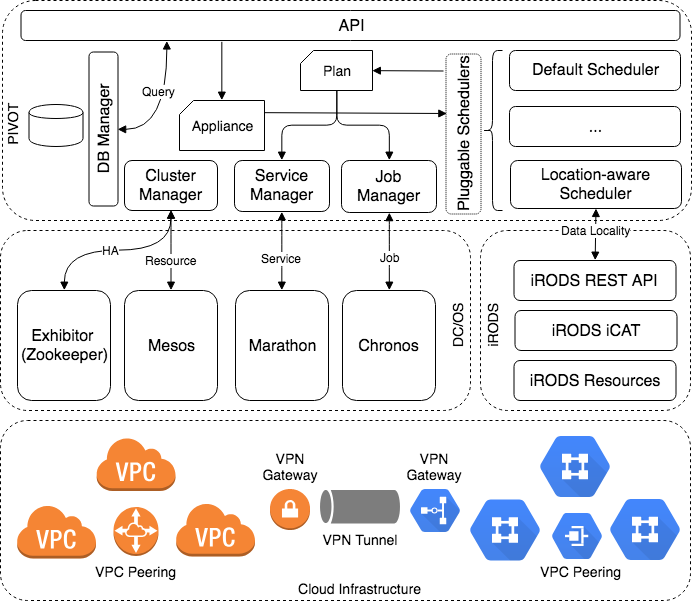 API
PIVOT
DB Manager
Query
Appliance
Plan
Pluggable Schedulers
Default Scheduler
...
Location-aware
Scheduler
Cluster
Manager
Service
Manager
Job
Manager
HA
Resource
Service
Job
Data Locality
Exhibitor
(Zookeeper)
Mesos
Marathon
Chronos
DC/OS
iRODS
iRODS REST API
iRODS iCAT
iRODS Resources
VPC
VPC
VPC
VPC Peering
VPN
Gateway
VPN Tunnel
VPN
Gateway
VPC Peering
Cloud Infrastructure